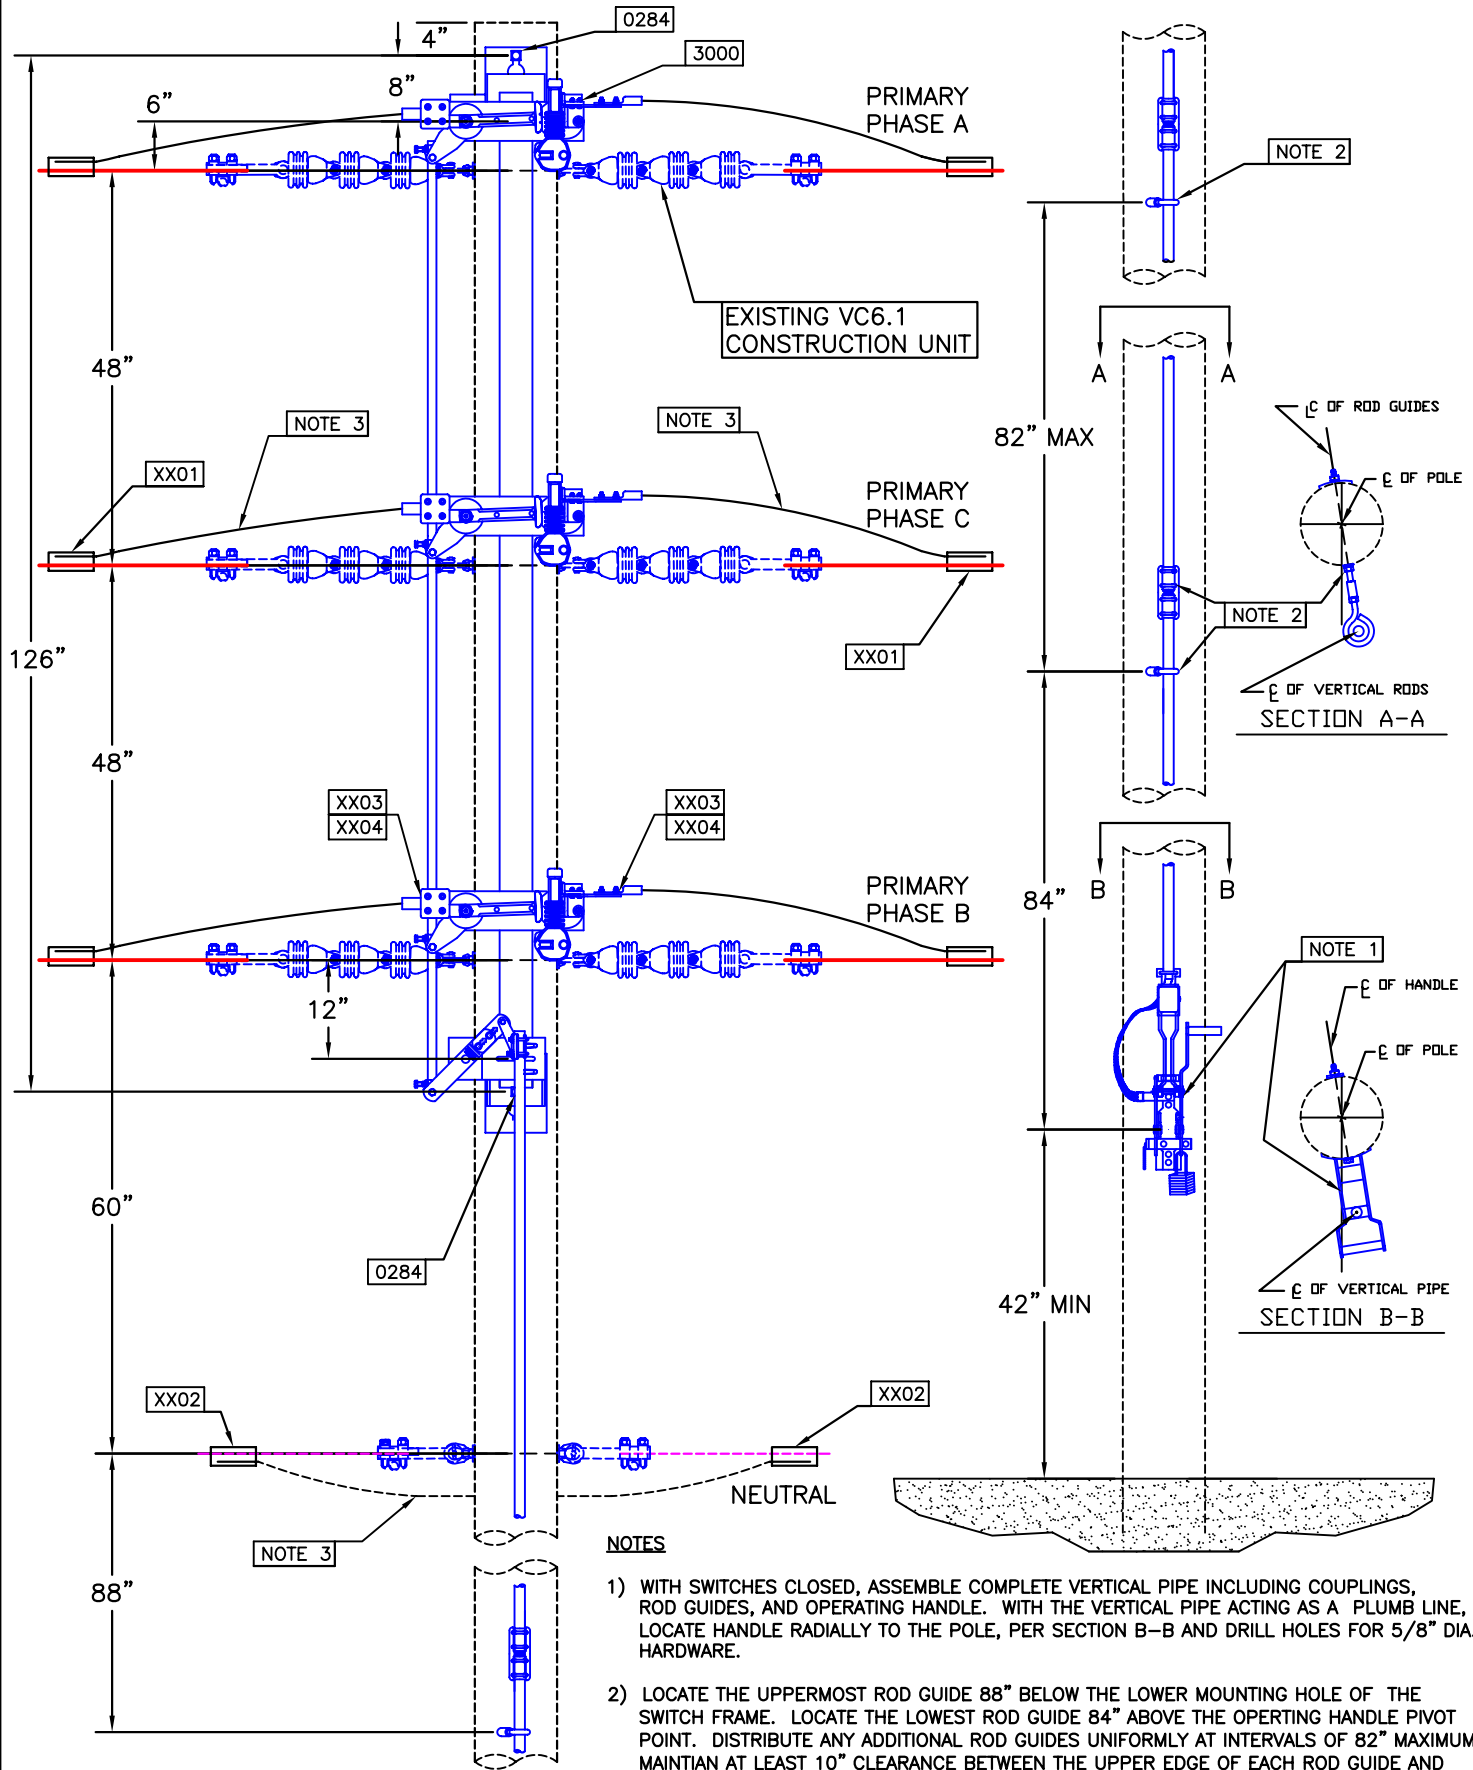 4”
0284
3000
8”
6”
PRIMARY
PHASE A
NOTE 2
EXISTING VC6.1
CONSTRUCTION UNIT
A
A
48”
℄ OF ROD GUIDES
NOTE 3
NOTE 3
82” MAX
XX01
PRIMARY
PHASE C
℄ OF POLE
NOTE 2
126”
XX01
℄ OF VERTICAL RODS
SECTION A-A
48”
XX03
XX04
XX03
XX04
PRIMARY
PHASE B
84”
B
B
NOTE 1
12”
℄ OF HANDLE
℄ OF POLE
60”
0284
42” MIN
℄ OF VERTICAL PIPE
SECTION B-B
XX02
XX02
NEUTRAL
NOTE 3
88”
NOTES
1) WITH SWITCHES CLOSED, ASSEMBLE COMPLETE VERTICAL PIPE INCLUDING COUPLINGS,
ROD GUIDES, AND OPERATING HANDLE. WITH THE VERTICAL PIPE ACTING AS A PLUMB LINE,
LOCATE HANDLE RADIALLY TO THE POLE, PER SECTION B-B AND DRILL HOLES FOR 5/8” DIA.
HARDWARE.
2) LOCATE THE UPPERMOST ROD GUIDE 88” BELOW THE LOWER MOUNTING HOLE OF THE
SWITCH FRAME. LOCATE THE LOWEST ROD GUIDE 84” ABOVE THE OPERTING HANDLE PIVOT
POINT. DISTRIBUTE ANY ADDITIONAL ROD GUIDES UNIFORMLY AT INTERVALS OF 82” MAXIMUM
MAINTIAN AT LEAST 10” CLEARANCE BETWEEN THE UPPER EDGE OF EACH ROD GUIDE AND